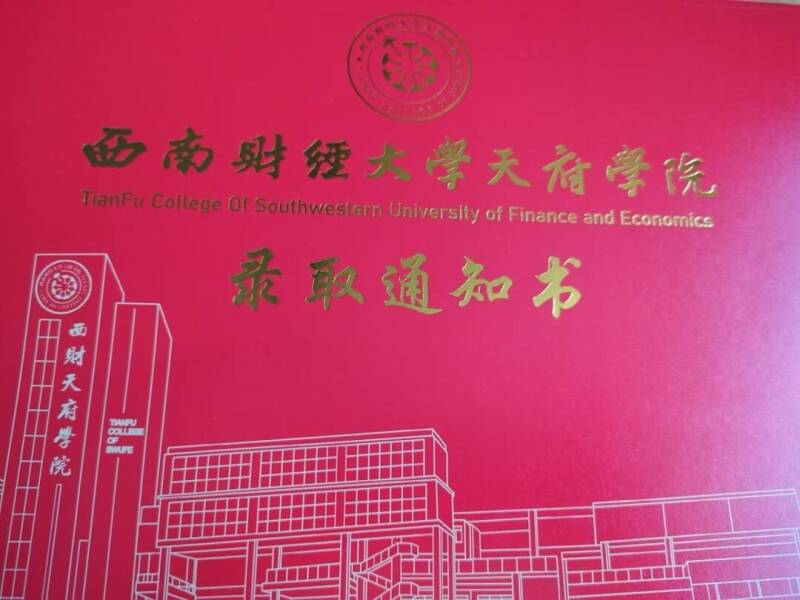 西南财經大學天府學院
TianFu College Of Southwestern University of Finance and Economics
录取通知书
西财天府學院
TIANFU
COLLEGE
OF
SWUFE